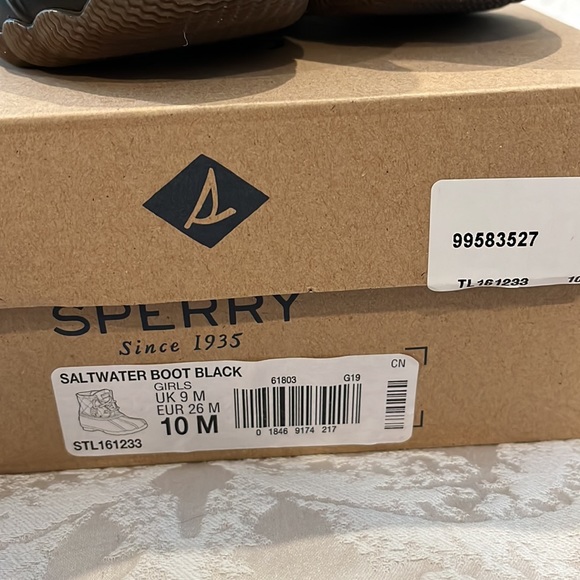 99583527
TL161233 10
SPERRY
Since 1935
SALTWATER BOOT BLACK
GIRLS
UK 9 M
EUR 26 M
10 M
STL161233
61803 G19
0 1846 9174 217
CN